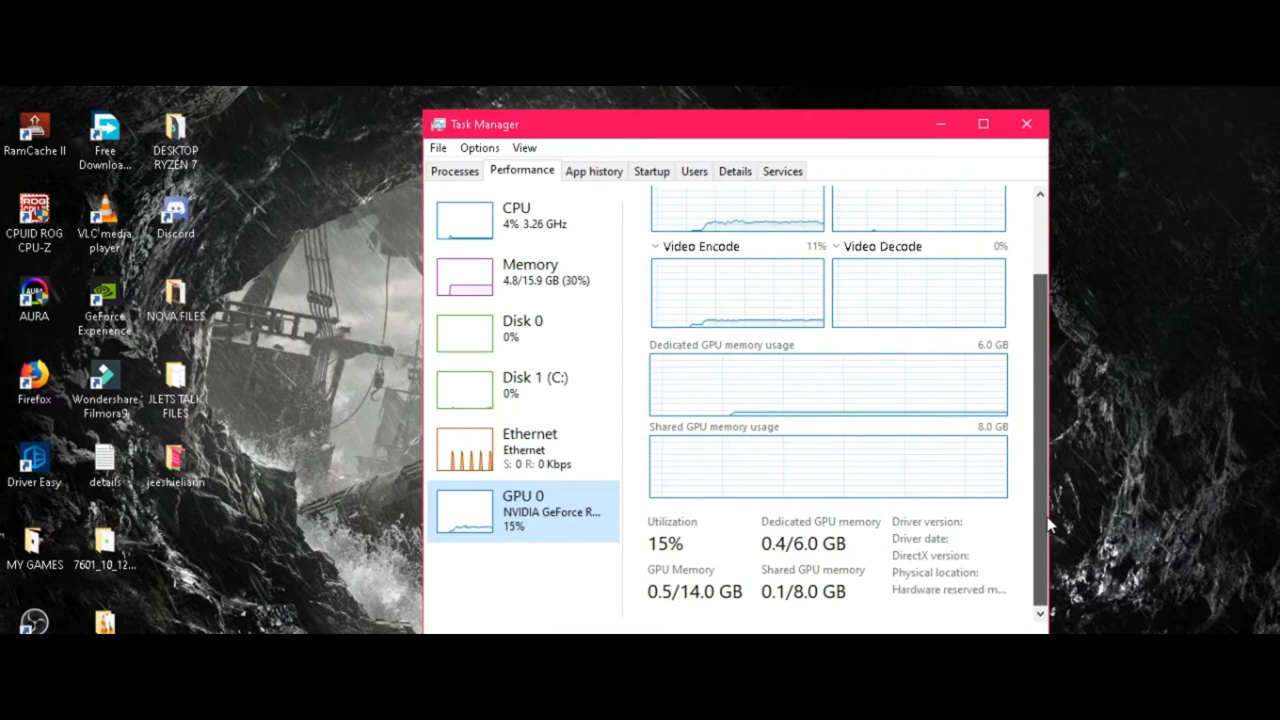 RamCache II
Free
Downloa...
DESKTOP
RYZEN 7
CPUID ROG
CPU-Z
VLC media
player
Discord
AURA
GeForce
Experience
NOVA FILES
Firefox
Wondershare
Filmora9
JLETS TALK
FILES
Driver Easy
details
jeeshieliann
MY GAMES
7601_10_12...
Task Manager
File Options View
Processes Performance App history Startup Users Details Services
CPU
4% 3.26 GHz
Memory
4.8/15.9 GB (30%)
Disk 0
0%
Disk 1 (C:)
0%
Ethernet
Ethernet
S: 0 R: 0 Kbps
GPU 0
NVIDIA GeForce R...
15%
Video Encode 11% Video Decode 0%
Dedicated GPU memory usage 6.0 GB
Shared GPU memory usage 8.0 GB
Utilization
15%
Dedicated GPU memory
0.4/6.0 GB
GPU Memory
0.5/14.0 GB
Shared GPU memory
0.1/8.0 GB
Driver version:
Driver date:
DirectX version:
Physical location:
Hardware reserved m...